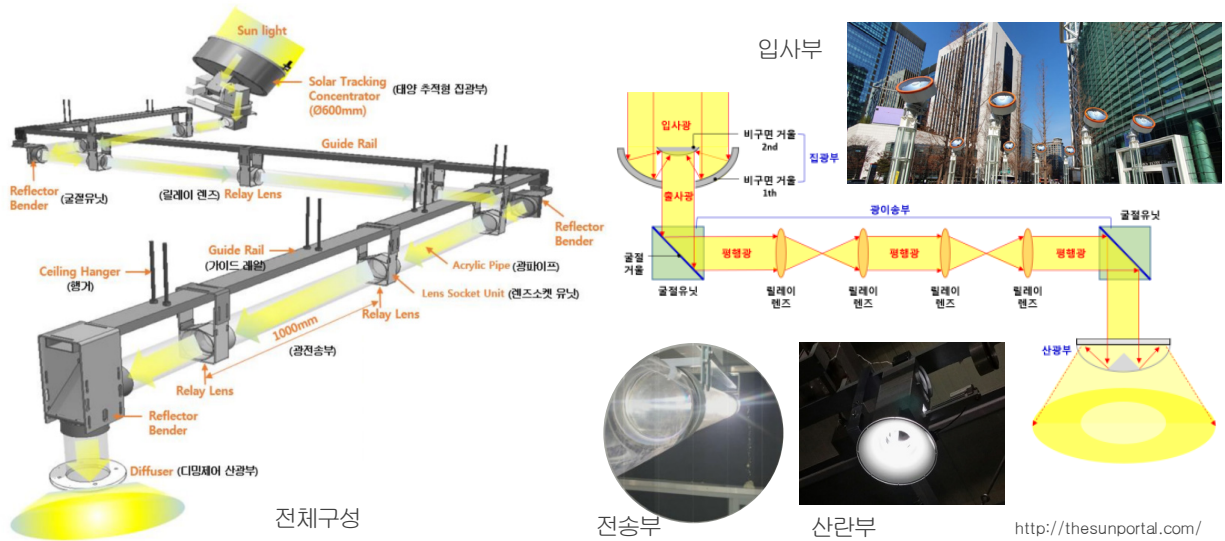 Sun light
Solar Tracking
Concentrator
(Ø600mm)
(태양 추적형 집광부)
Guide Rail
Reflector
Bender
(굴절유닛)
(릴레이 렌즈) Relay Lens
Reflector
Bender
Guide Rail
(가이드 레일)
Ceiling Hanger
(행거)
Acrylic Pipe (광파이프)
Lens Socket Unit (렌즈소켓 유닛)
Relay Lens
1000mm
(광전송부)
Relay Lens
Reflector
Bender
Diffuser (디밍제어 산광부)
전체구성
입사부
입사광
비구면 거울
2nd
집광부
비구면 거울
1th
출사광
광이송부
굴절유닛
굴절
거울
평행광
평행광
평행광
굴절유닛
릴레이
렌즈
릴레이
렌즈
릴레이
렌즈
릴레이
렌즈
산광부
전송부
산란부
http://thesunportal.com/